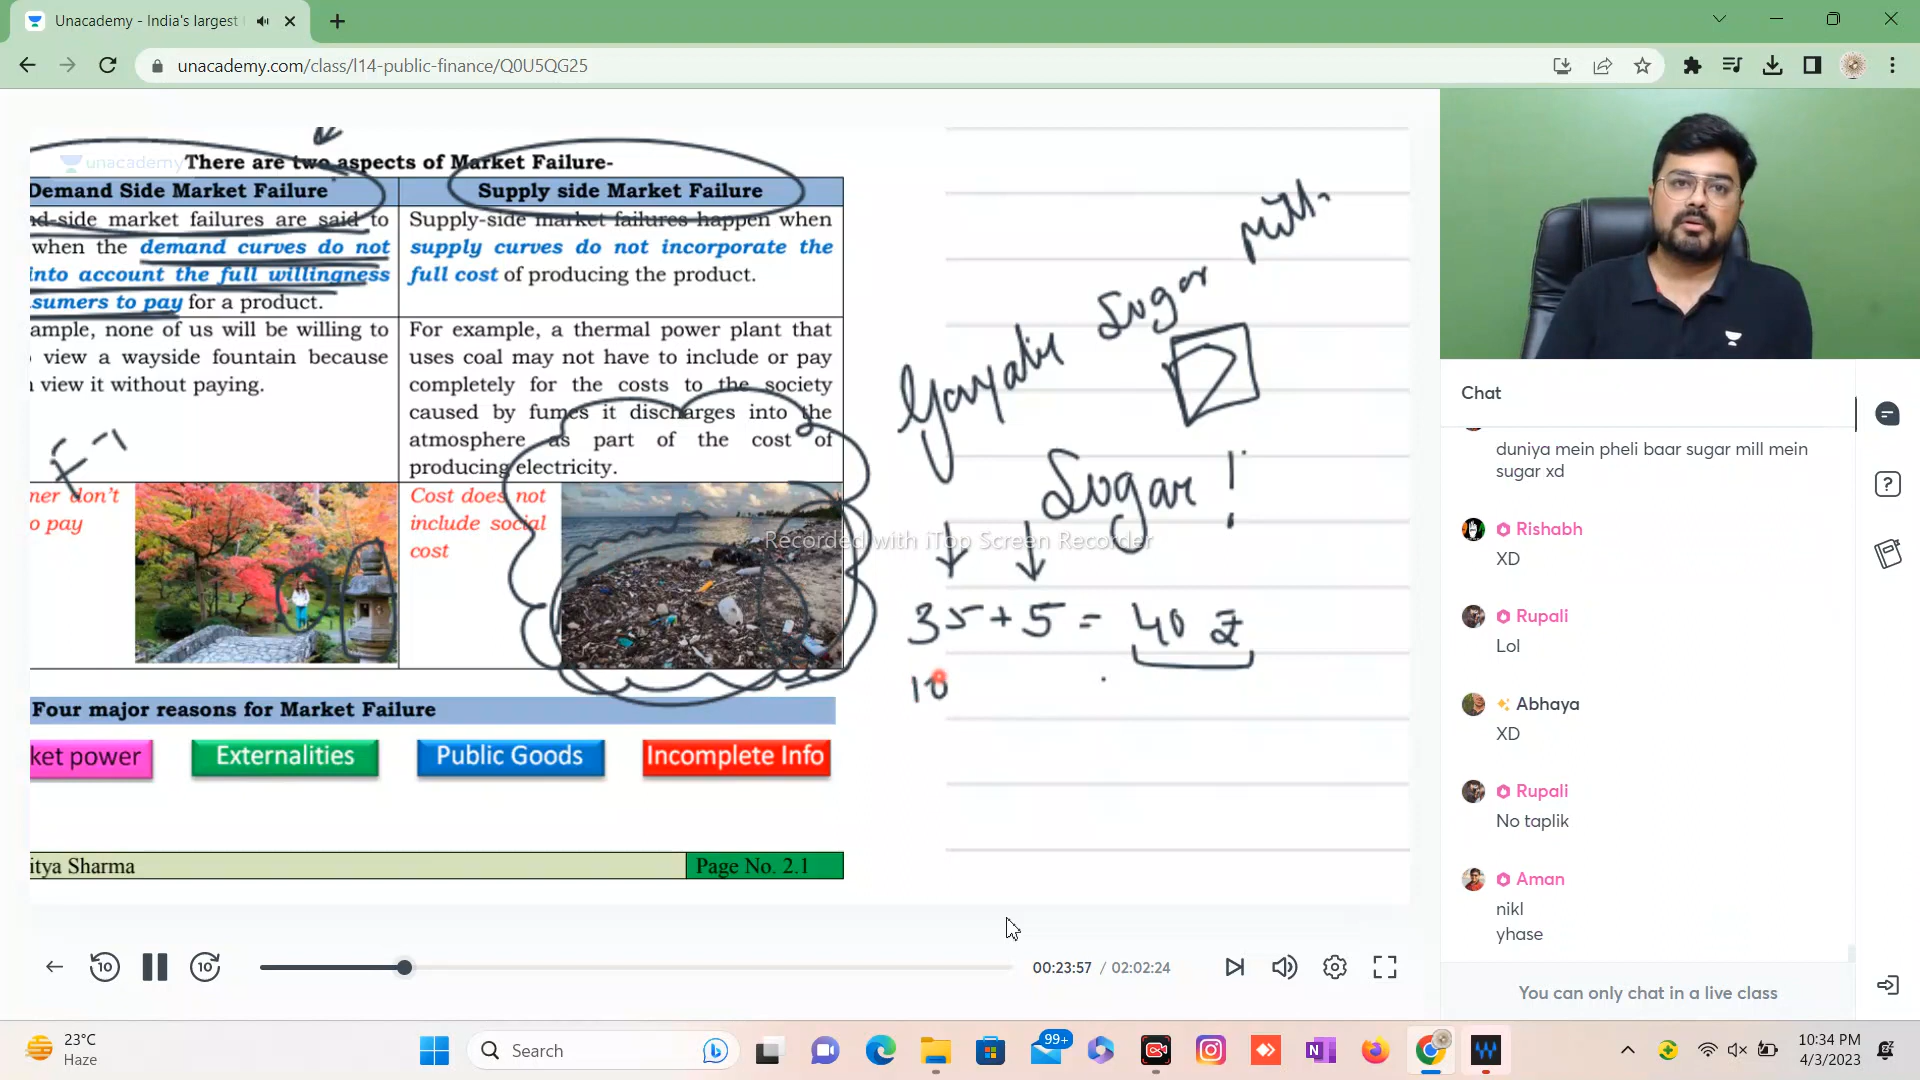 Unacademy - India's largest
unacademy.com/class/l14-public-finance/Q0U5QG25
unacademy
There are two aspects of Market Failure-
Demand Side Market Failure
Supply side Market Failure
nd-side market failures are said to
when the demand curves do not
into account the full willingness
sumers to pay for a product.
Supply-side market failures happen when
supply curves do not incorporate the
full cost of producing the product.
ample, none of us will be willing to
view a wayside fountain because
view it without paying.
For example, a thermal power plant that
uses coal may not have to include or pay
completely for the costs to the society
caused by fumes it discharges into the
atmosphere as part of the cost of
producing electricity.
ner don't
o pay
Cost does not
include social
cost
Four major reasons for Market Failure
ket power
Externalities
Public Goods
Incomplete Info
itya Sharma
Page No. 2.1
Sugar Mill
Sugar !
35 + 5 = 40 ₹
10
Recorded with iTop Screen Recorder
10
10
00:23:57 / 02:02:24
Chat
duniya mein pheli baar sugar mill mein
sugar xd
Rishabh
XD
Rupali
Lol
Abhaya
XD
Rupali
No taplik
Aman
nikl
yhase
You can only chat in a live class
23°C
Haze
Search
99+
10:34 PM
4/3/2023